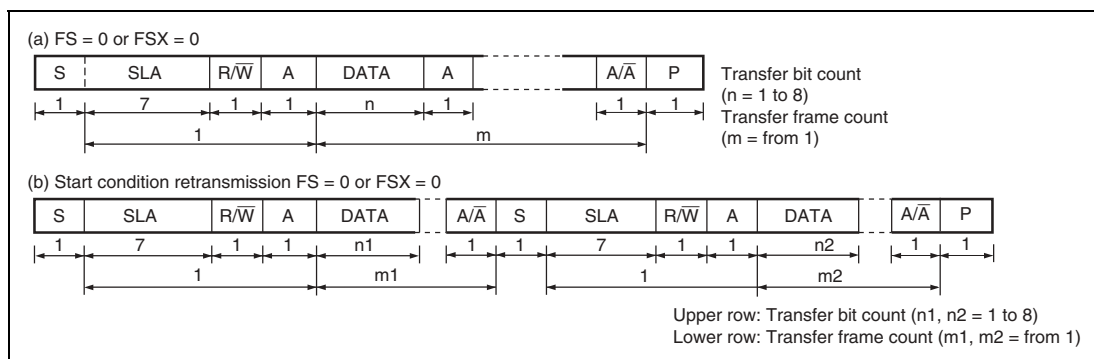 (a) FS = 0 or FSX = 0
S SLA R/W̅ A DATA A A/A̅ P
1 7 1 1 n 1 1 1
1 m
Transfer bit count
(n = 1 to 8)
Transfer frame count
(m = from 1)
(b) Start condition retransmission FS = 0 or FSX = 0
S SLA R/W̅ A DATA A/A̅ S SLA R/W̅ A DATA A/A̅ P
1 7 1 1 n1 1 1 7 1 1 n2 1 1
1 m1 1 m2
Upper row: Transfer bit count (n1, n2 = 1 to 8)
Lower row: Transfer frame count (m1, m2 = from 1)